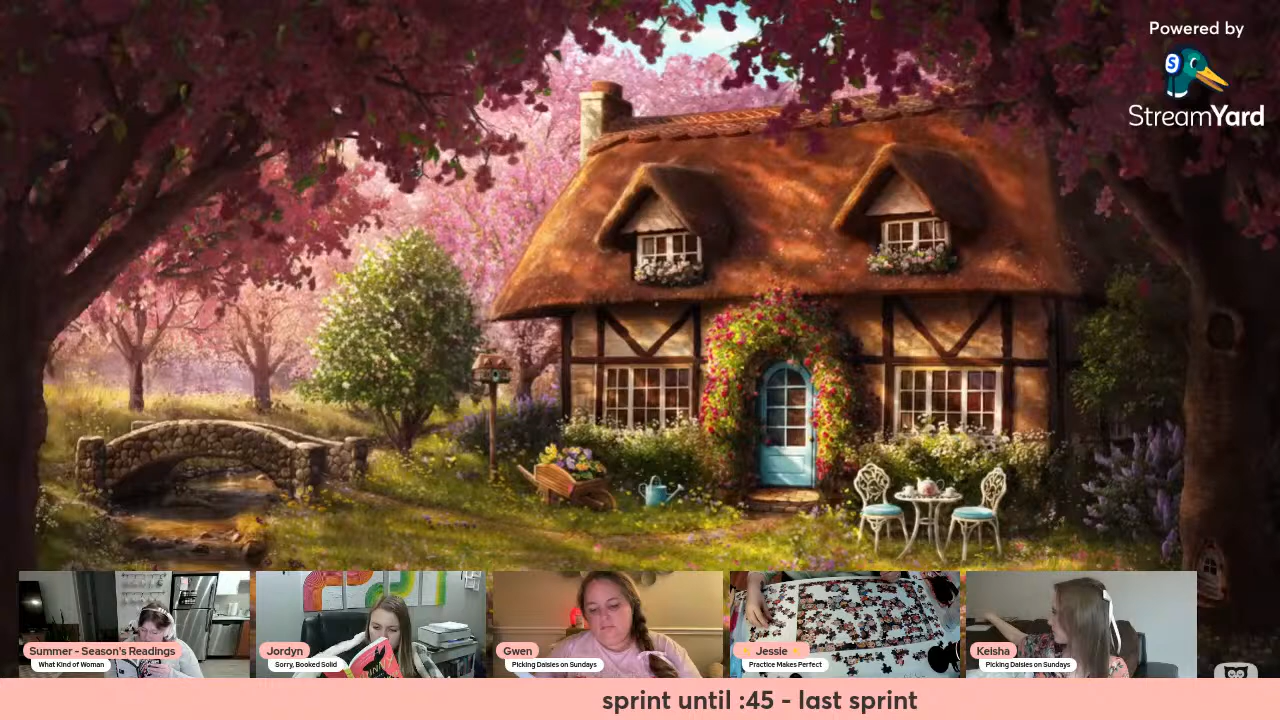 Powered by
StreamYard
Summer - Season's Readings
What Kind of Woman
Jordyn
Sorry, Booked Solid
Gwen
Picking Daisies on Sundays
Jessie
Practice Makes Perfect
Keisha
Picking Daisies on Sundays
sprint until :45 - last sprint